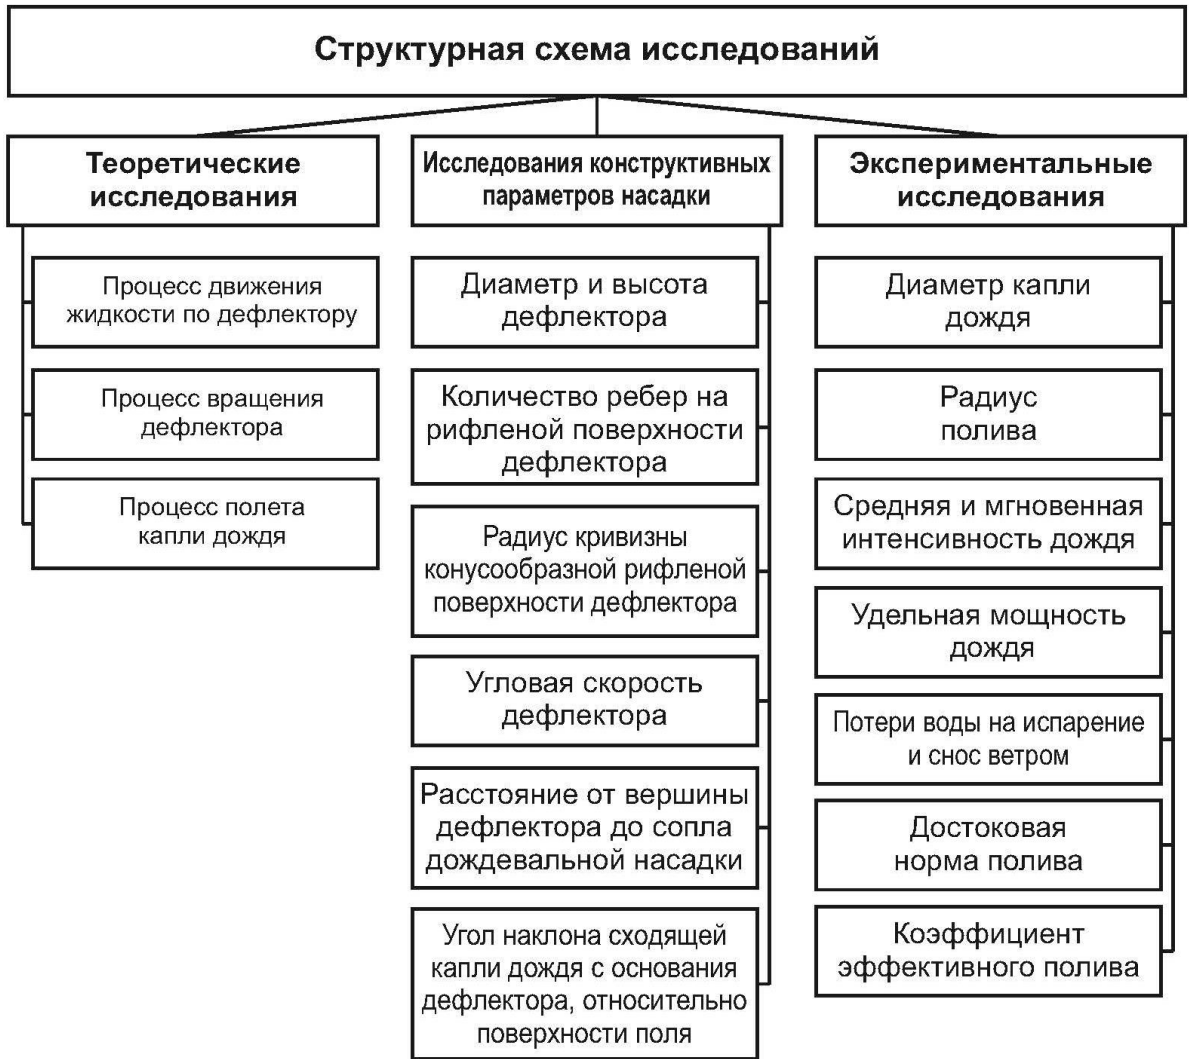 Структурная схема исследований
Теоретические
исследования
Процесс движения
жидкости по дефлектору
Процесс вращения
дефлектора
Процесс полета
капли дождя
Исследования конструктивных
параметров насадки
Диаметр и высота
дефлектора
Количество ребер на
рифленой поверхности
дефлектора
Радиус кривизны
конусообразной рифленой
поверхности дефлектора
Угловая скорость
дефлектора
Расстояние от вершины
дефлектора до сопла
дождевальной насадки
Угол наклона сходящей
капли дождя с основания
дефлектора, относительно
поверхности поля
Экспериментальные
исследования
Диаметр капли
дождя
Радиус
полива
Средняя и мгновенная
интенсивность дождя
Удельная мощность
дождя
Потери воды на испарение
и снос ветром
Достоковая
норма полива
Коэффициент
эффективного полива